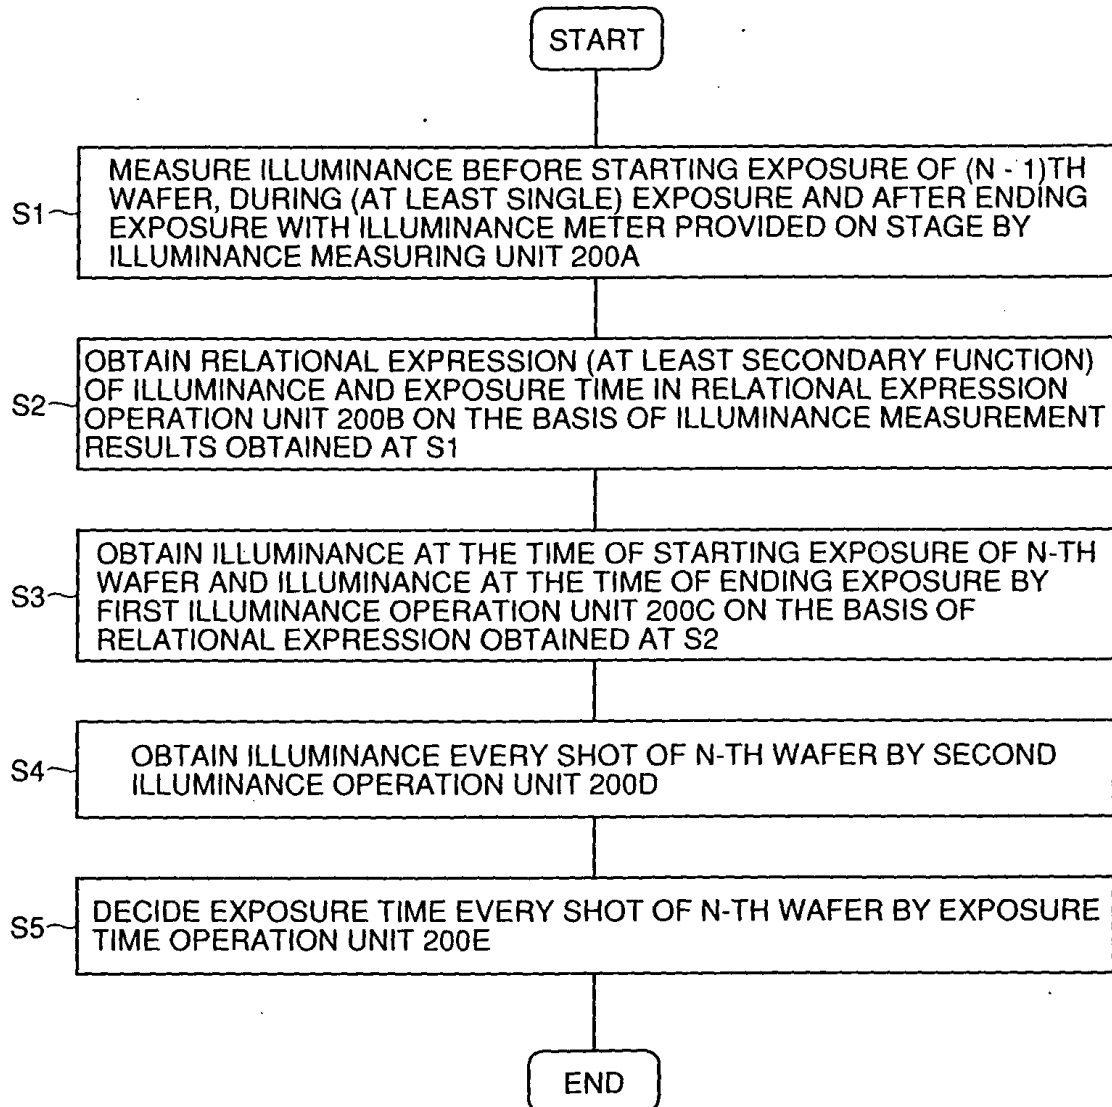 START
S1
MEASURE ILLUMINANCE BEFORE STARTING EXPOSURE OF (N - 1)TH
WAFER, DURING (AT LEAST SINGLE) EXPOSURE AND AFTER ENDING
EXPOSURE WITH ILLUMINANCE METER PROVIDED ON STAGE BY
ILLUMINANCE MEASURING UNIT 200A
S2
OBTAIN RELATIONAL EXPRESSION (AT LEAST SECONDARY FUNCTION)
OF ILLUMINANCE AND EXPOSURE TIME IN RELATIONAL EXPRESSION
OPERATION UNIT 200B ON THE BASIS OF ILLUMINANCE MEASUREMENT
RESULTS OBTAINED AT S1
S3
OBTAIN ILLUMINANCE AT THE TIME OF STARTING EXPOSURE OF N-TH
WAFER AND ILLUMINANCE AT THE TIME OF ENDING EXPOSURE BY
FIRST ILLUMINANCE OPERATION UNIT 200C ON THE BASIS OF
RELATIONAL EXPRESSION OBTAINED AT S2
S4
OBTAIN ILLUMINANCE EVERY SHOT OF N-TH WAFER BY SECOND
ILLUMINANCE OPERATION UNIT 200D
S5
DECIDE EXPOSURE TIME EVERY SHOT OF N-TH WAFER BY EXPOSURE
TIME OPERATION UNIT 200E
END